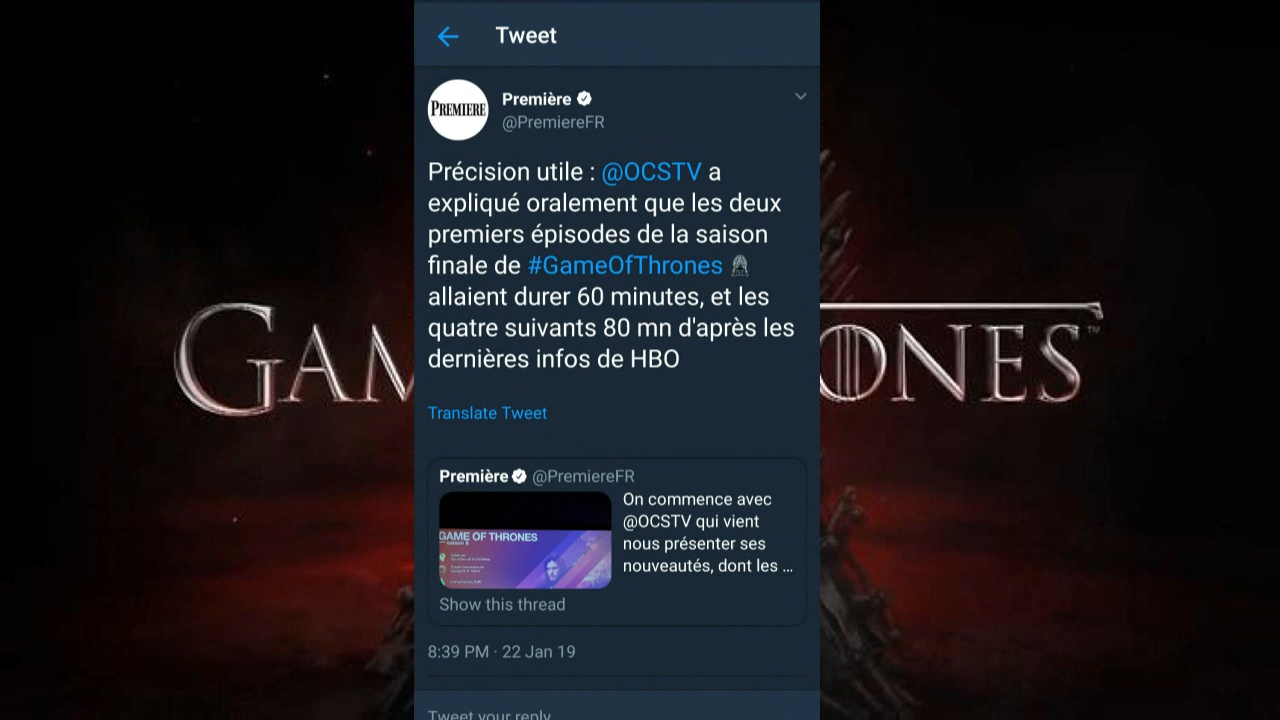 Tweet
PREMIERE
Première
@PremiereFR
Précision utile : @OCSTV a
expliqué oralement que les deux
premiers épisodes de la saison
finale de #GameOfThrones
allaient durer 60 minutes, et les
quatre suivants 80 mn d'après les
dernières infos de HBO
Translate Tweet
Première @PremiereFR
On commence avec
@OCSTV qui vient
nous présenter ses
nouveautés, dont les ...
GAME OF THRONES
Show this thread
8:39 PM · 22 Jan 19
Tweet your reply
GAM
ONES™